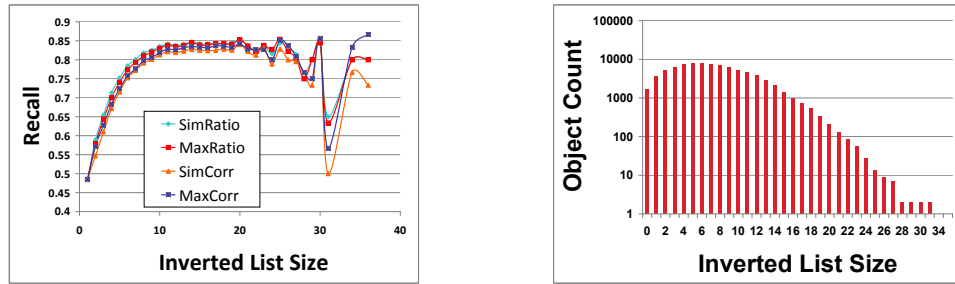 0.9
0.85
0.8
0.75
0.7
0.65
0.6
0.55
0.5
0.45
0.4
Recall
SimRatio
MaxRatio
SimCorr
MaxCorr
0 10 20 30 40
Inverted List Size
100000
10000
1000
100
10
1
Object Count
0 2 4 6 8 10 12 14 16 18 20 22 24 26 28 30 32 34
Inverted List Size